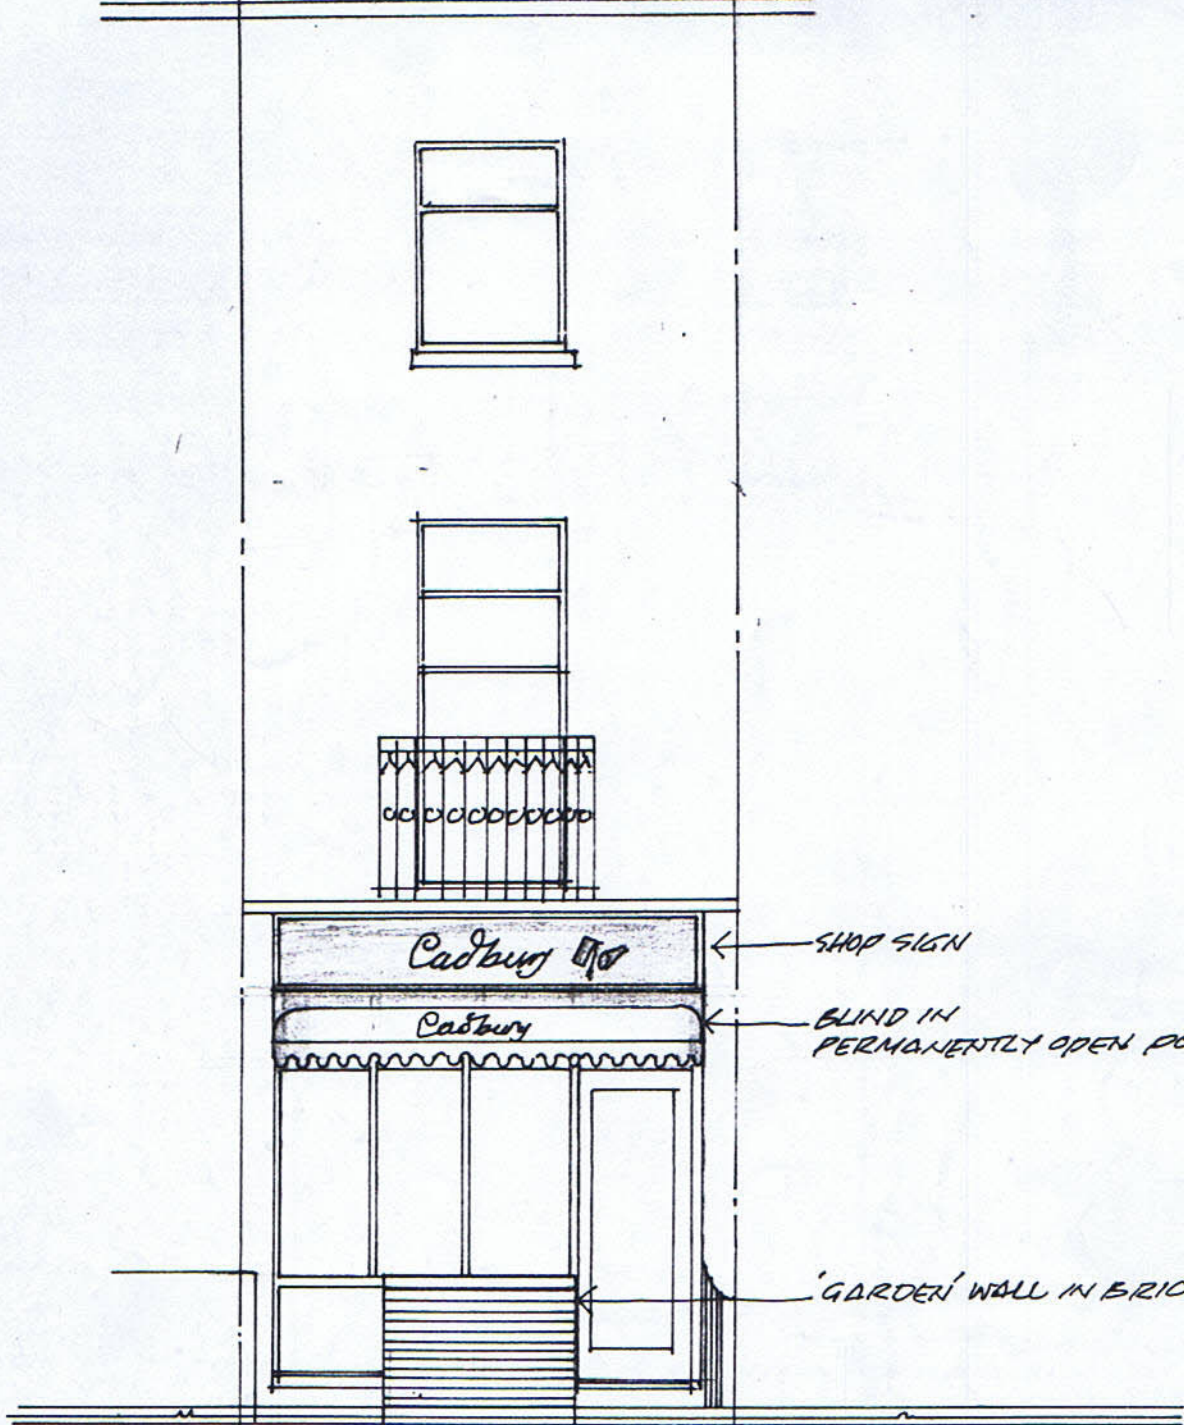 Cadbury
SHOP SIGN
Cadbury
BLIND IN
PERMANENTLY OPEN
'GARDEN' WALL IN